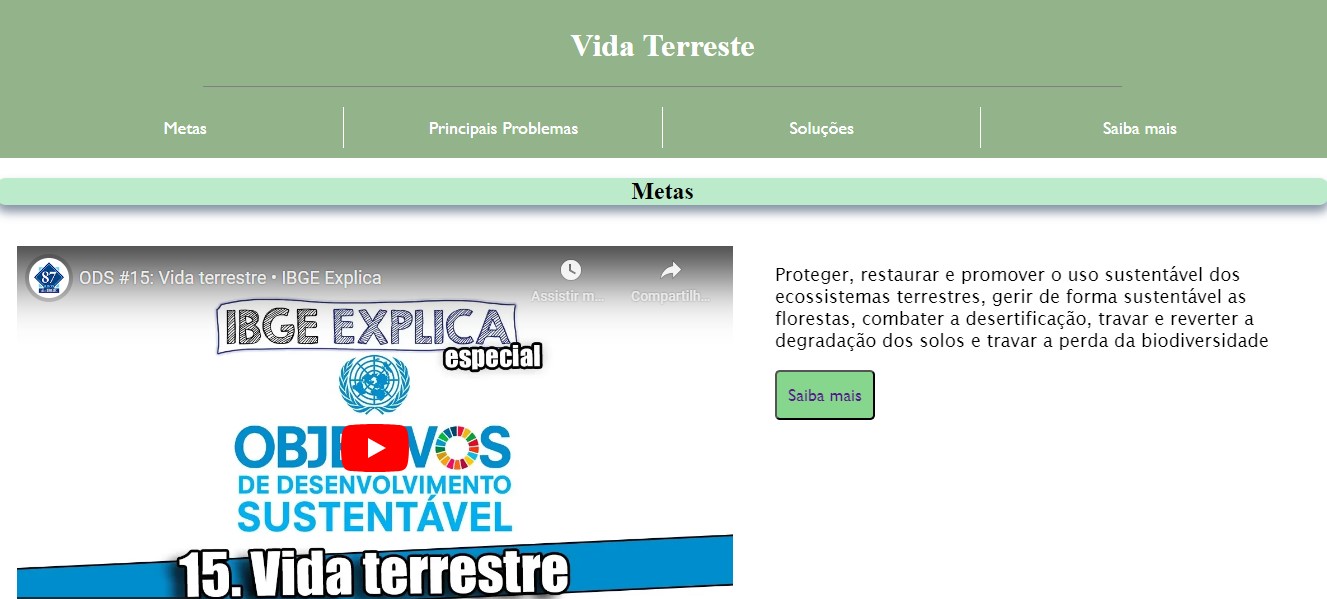 Vida Terreste
Metas Principais Problemas Soluções Saiba mais
Metas
87
ODS #15: Vida terrestre • IBGE Explica
Assistir m...
Compartilh...
IBGE EXPLICA
especial
OBJE VOS
DE DESENVOLVIMENTO
SUSTENTÁVEL
15. Vida terrestre
Proteger, restaurar e promover o uso sustentável dos
ecossistemas terrestres, gerir de forma sustentável as
florestas, combater a desertificação, travar e reverter a
degradação dos solos e travar a perda da biodiversidade
Saiba mais